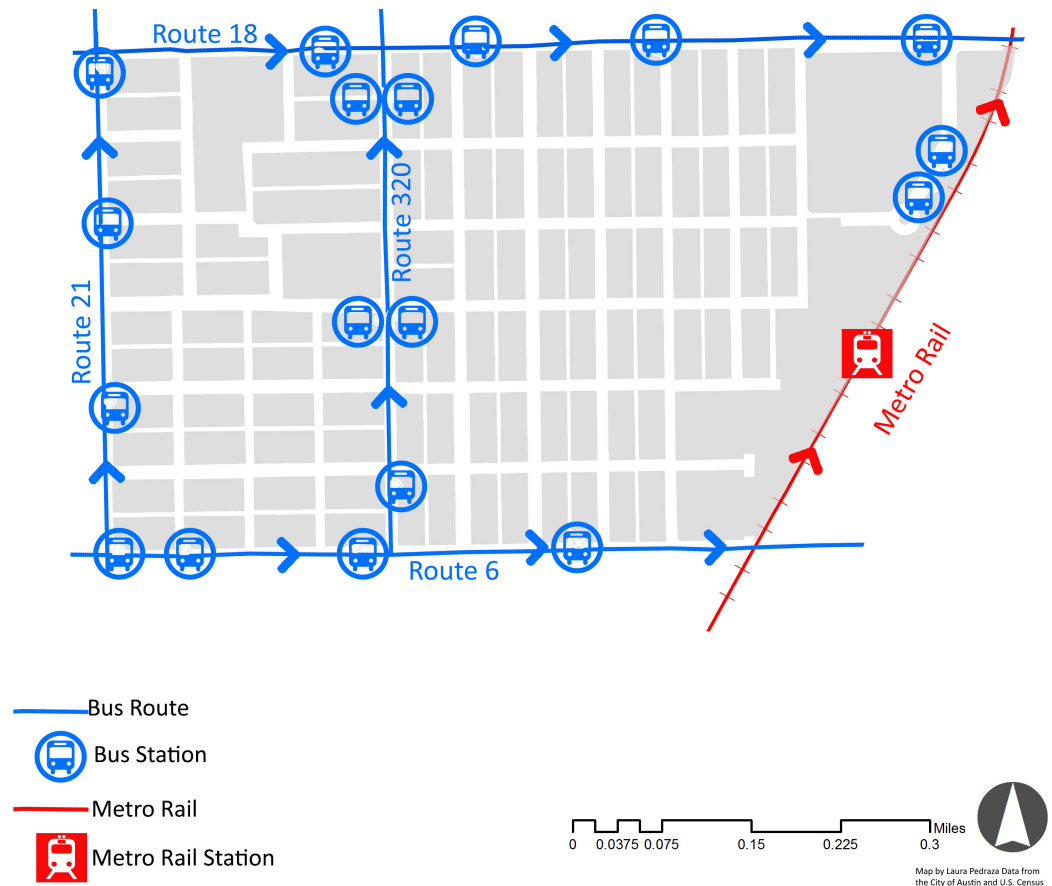 Route 18
Route 320
Route 21
Metro Rail
Route 6
Bus Route
Bus Station
Metro Rail
Metro Rail Station
Miles
0 0.0375 0.075 0.15 0.225 0.3
Map by Laura Pedraza Data from
the City of Austin and U.S. Census